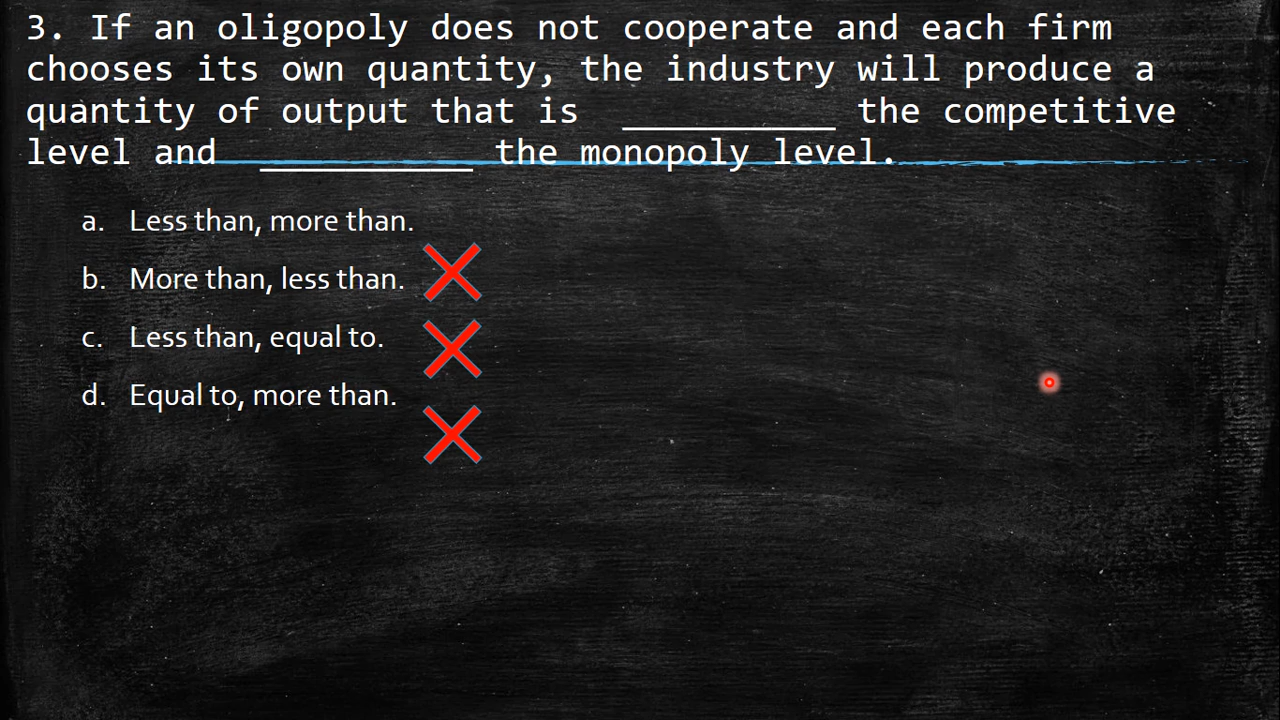 3. If an oligopoly does not cooperate and each firm
chooses its own quantity, the industry will produce a
quantity of output that is __________ the competitive
level and __________ the monopoly level.
a. Less than, more than.
b. More than, less than.
c. Less than, equal to.
d. Equal to, more than.